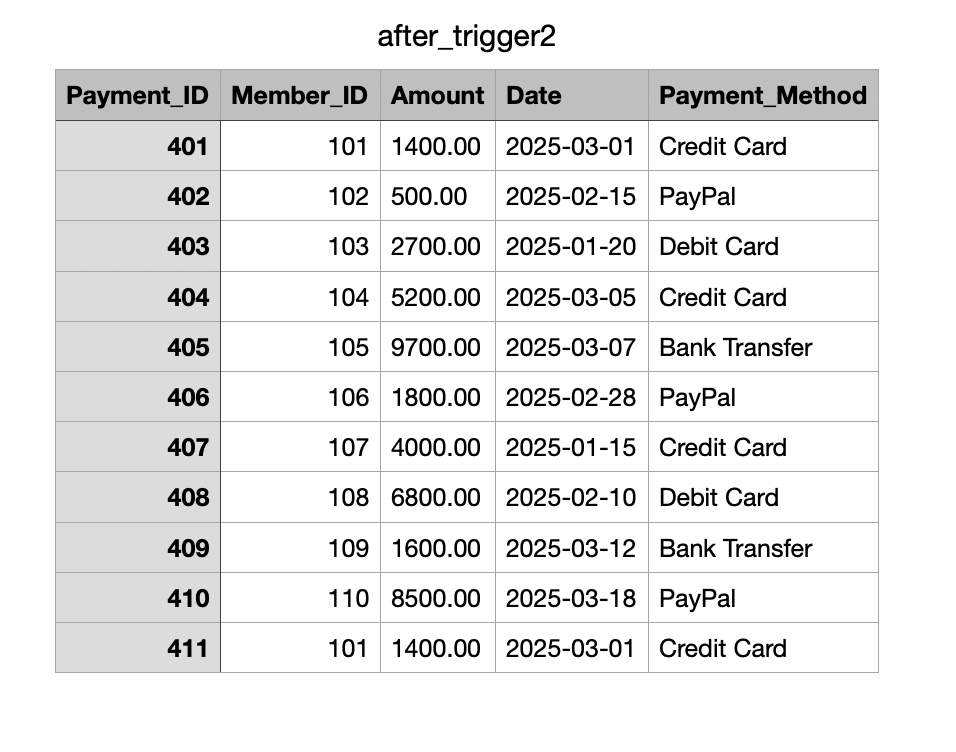 after_trigger2
Payment_ID Member_ID Amount Date Payment_Method
401 101 1400.00 2025-03-01 Credit Card
402 102 500.00 2025-02-15 PayPal
403 103 2700.00 2025-01-20 Debit Card
404 104 5200.00 2025-03-05 Credit Card
405 105 9700.00 2025-03-07 Bank Transfer
406 106 1800.00 2025-02-28 PayPal
407 107 4000.00 2025-01-15 Credit Card
408 108 6800.00 2025-02-10 Debit Card
409 109 1600.00 2025-03-12 Bank Transfer
410 110 8500.00 2025-03-18 PayPal
411 101 1400.00 2025-03-01 Credit Card